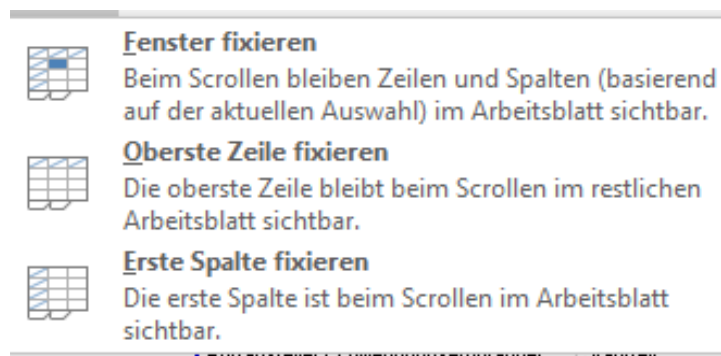 Fenster fixieren
Beim Scrollen bleiben Zeilen und Spalten (basierend
auf der aktuellen Auswahl) im Arbeitsblatt sichtbar.
Oberste Zeile fixieren
Die oberste Zeile bleibt beim Scrollen im restlichen
Arbeitsblatt sichtbar.
Erste Spalte fixieren
Die erste Spalte ist beim Scrollen im Arbeitsblatt
sichtbar.